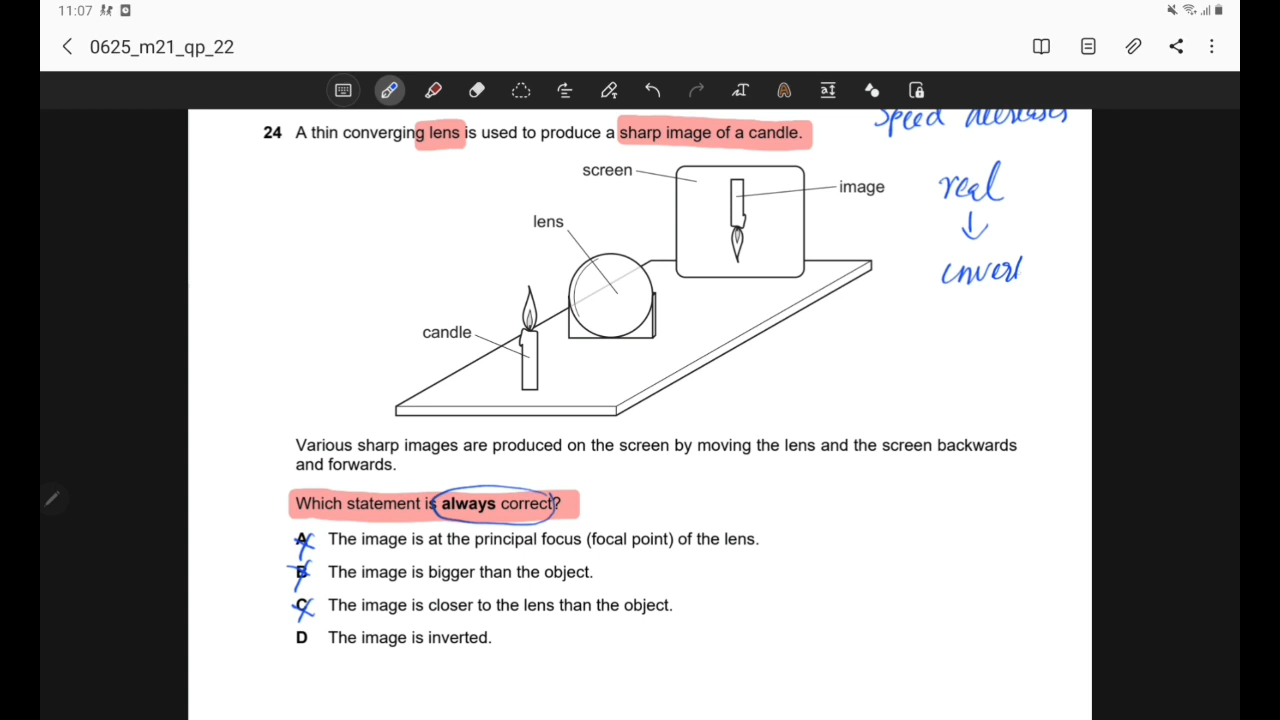 11:07
0625_m21_qp_22
Speed decreases
24 A thin converging lens is used to produce a sharp image of a candle.
screen
image
real
lens
↓
invert
candle
Various sharp images are produced on the screen by moving the lens and the screen backwards
and forwards.
Which statement is always correct?
A The image is at the principal focus (focal point) of the lens.
B The image is bigger than the object.
C The image is closer to the lens than the object.
D The image is inverted.